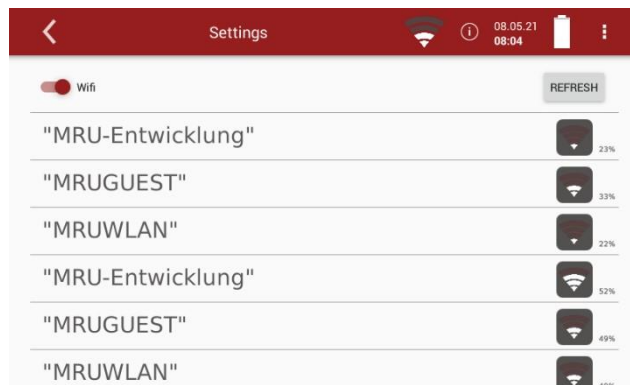 Settings
08.05.21
08:04
Wifi
REFRESH
"MRU-Entwicklung"
23%
"MRUGUEST"
33%
"MRUWLAN"
22%
"MRU-Entwicklung"
52%
"MRUGUEST"
49%
"MRUWLAN"